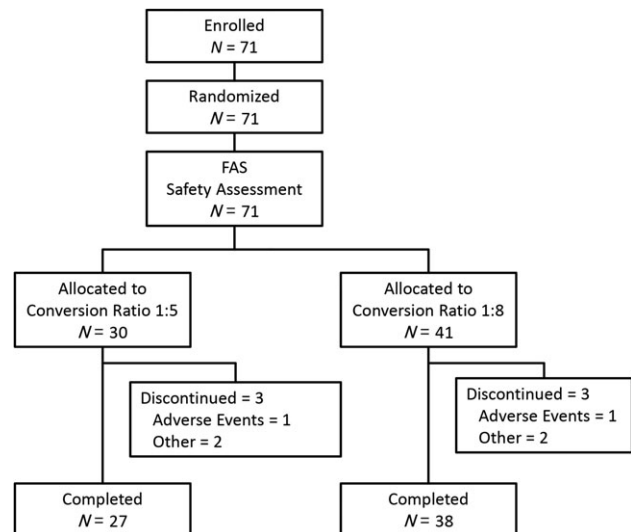 Enrolled
N = 71
Randomized
N = 71
FAS
Safety Assessment
N = 71
Allocated to
Conversion Ratio 1:5
N = 30
Allocated to
Conversion Ratio 1:8
N = 41
Discontinued = 3
Adverse Events = 1
Other = 2
Discontinued = 3
Adverse Events = 1
Other = 2
Completed
N = 27
Completed
N = 38